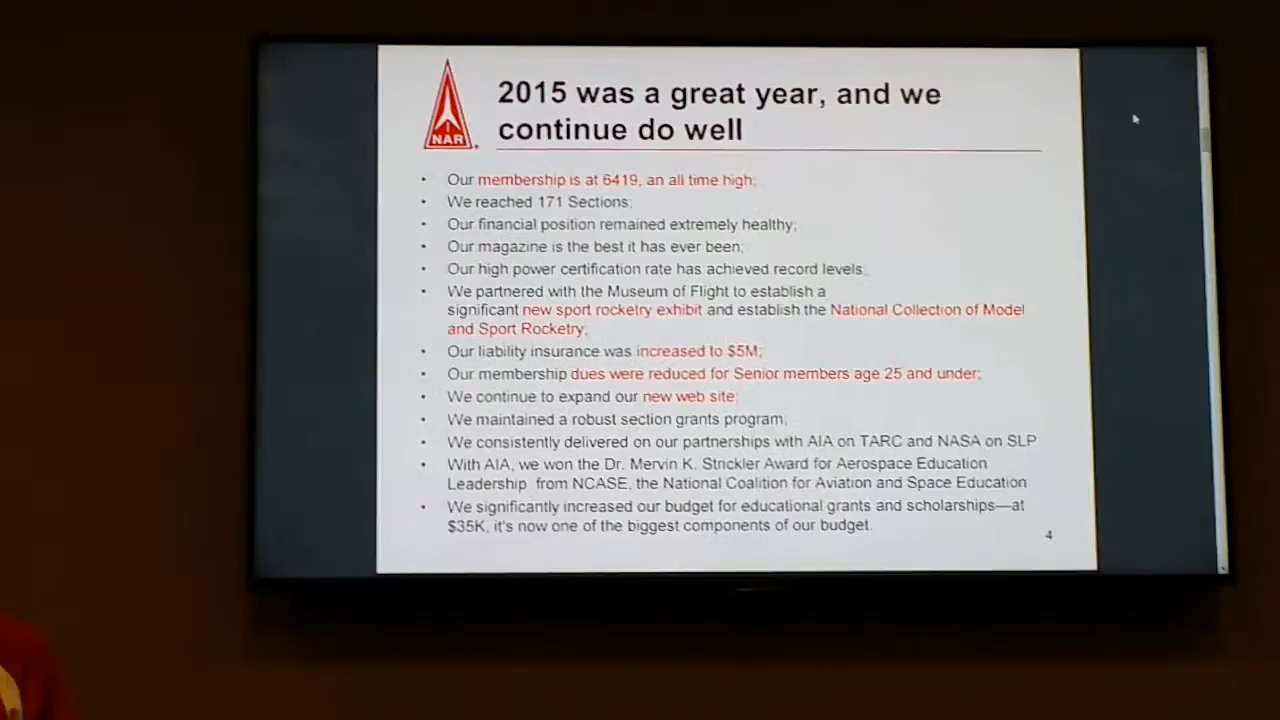 2015 was a great year, and we
continue do well
NAR
• Our membership is at 6419, an all time high;
• We reached 171 Sections;
• Our financial position remained extremely healthy;
• Our magazine is the best it has ever been;
• Our high power certification rate has achieved record levels;
• We partnered with the Museum of Flight to establish a
significant new sport rocketry exhibit and establish the National Collection of Model
and Sport Rocketry;
• Our liability insurance was increased to $5M;
• Our membership dues were reduced for Senior members age 25 and under;
• We continue to expand our new web site;
• We maintained a robust section grants program;
• We consistently delivered on our partnerships with AIA on TARC and NASA on SLP
• With AIA, we won the Dr. Mervin K. Strickler Award for Aerospace Education
Leadership from NCASE, the National Coalition for Aviation and Space Education
• We significantly increased our budget for educational grants and scholarships—at
$35K, it's now one of the biggest components of our budget.
4